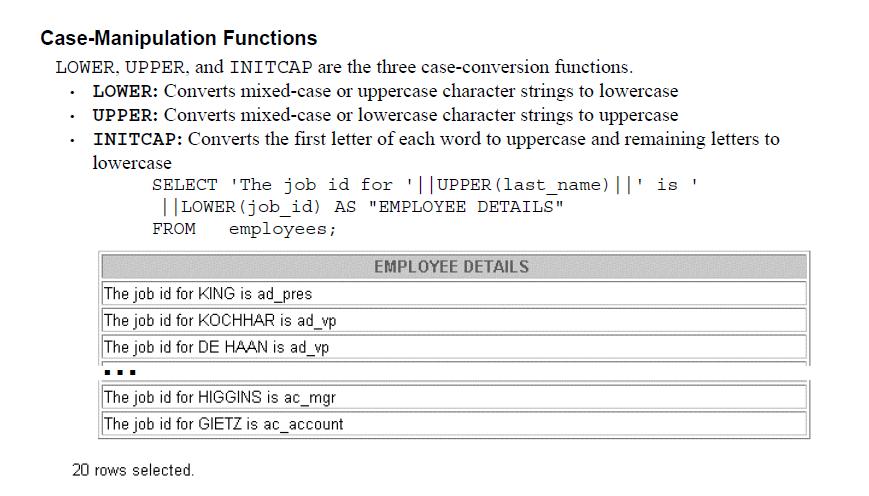 Case-Manipulation Functions
LOWER, UPPER, and INITCAP are the three case-conversion functions.
• LOWER: Converts mixed-case or uppercase character strings to lowercase
• UPPER: Converts mixed-case or lowercase character strings to uppercase
• INITCAP: Converts the first letter of each word to uppercase and remaining letters to
lowercase
SELECT 'The job id for '||UPPER(last_name)||' is '
||LOWER(job_id) AS "EMPLOYEE DETAILS"
FROM   employees;
EMPLOYEE DETAILS
The job id for KING is ad_pres
The job id for KOCHHAR is ad_vp
The job id for DE HAAN is ad_vp
...
The job id for HIGGINS is ac_mgr
The job id for GIETZ is ac_account
20 rows selected.